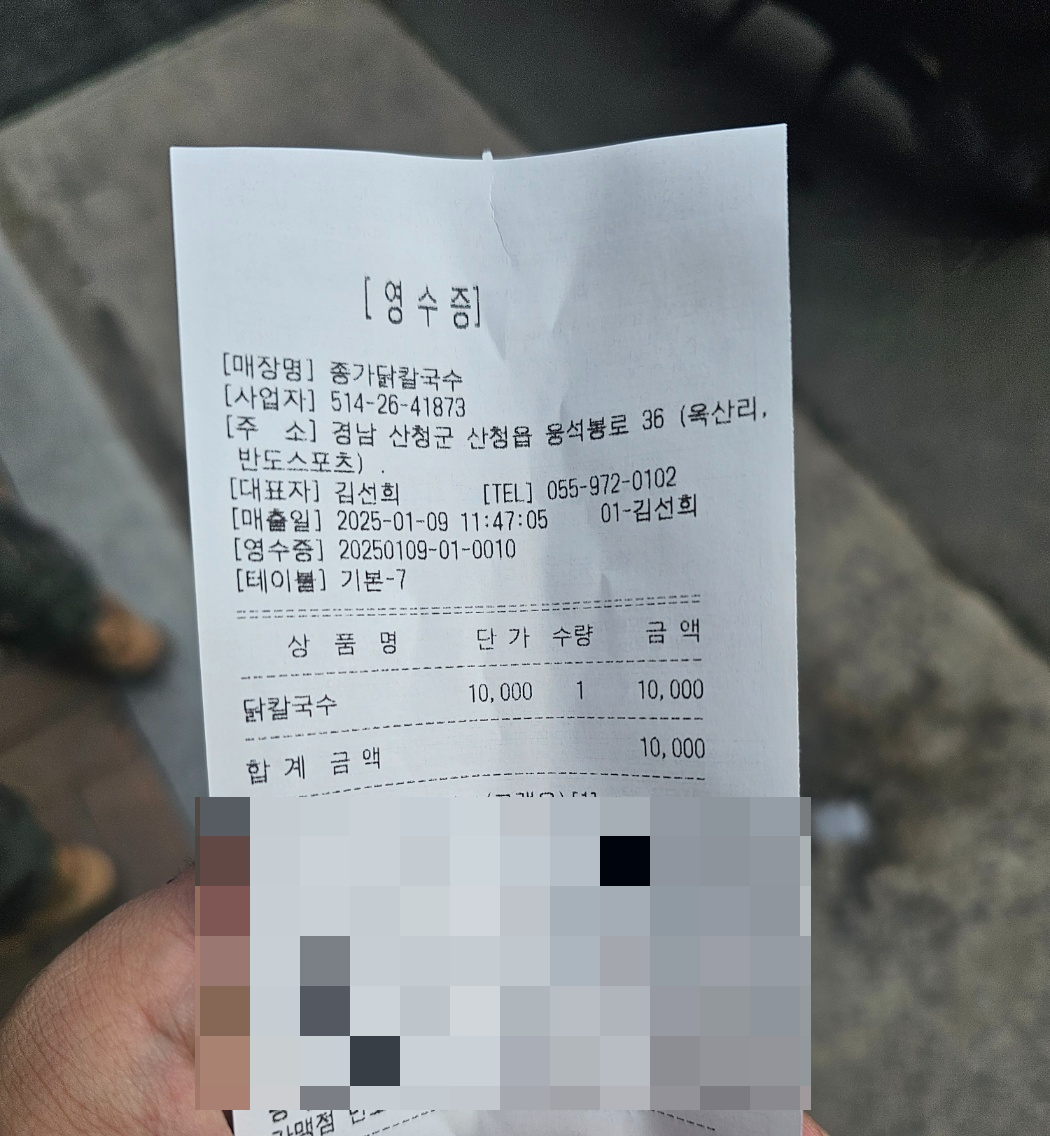 [영수증]
[매장명] 종가닭칼국수
[사업자] 514-26-41873
[주 소] 경남 산청군 산청읍 웅석봉로 36 (옥산리,
반도스포츠) .
[대표자] 김선희 [TEL] 055-972-0102
[매출일] 2025-01-09 11:47:05 01-김선희
[영수증] 20250109-01-0010
[테이블] 기본-7
상 품 명 단 가 수량 금 액
닭칼국수 10,000 1 10,000
합 계 금 액 10,000
가맹점